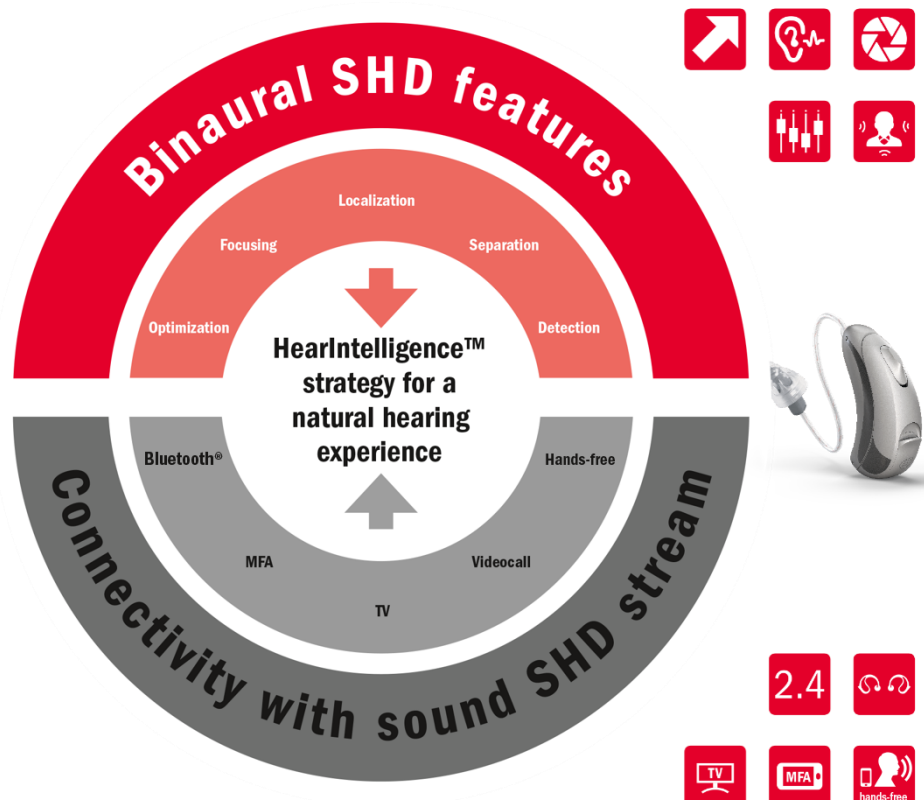 Binaural SHD features
Localization
Focusing
Separation
Optimization
Detection
HearIntelligence™
strategy for a
natural hearing
experience
Bluetooth®
Hands-free
MFA
Videocall
TV
Connectivity with sound SHD stream
2.4
TV
MFA
hands-free